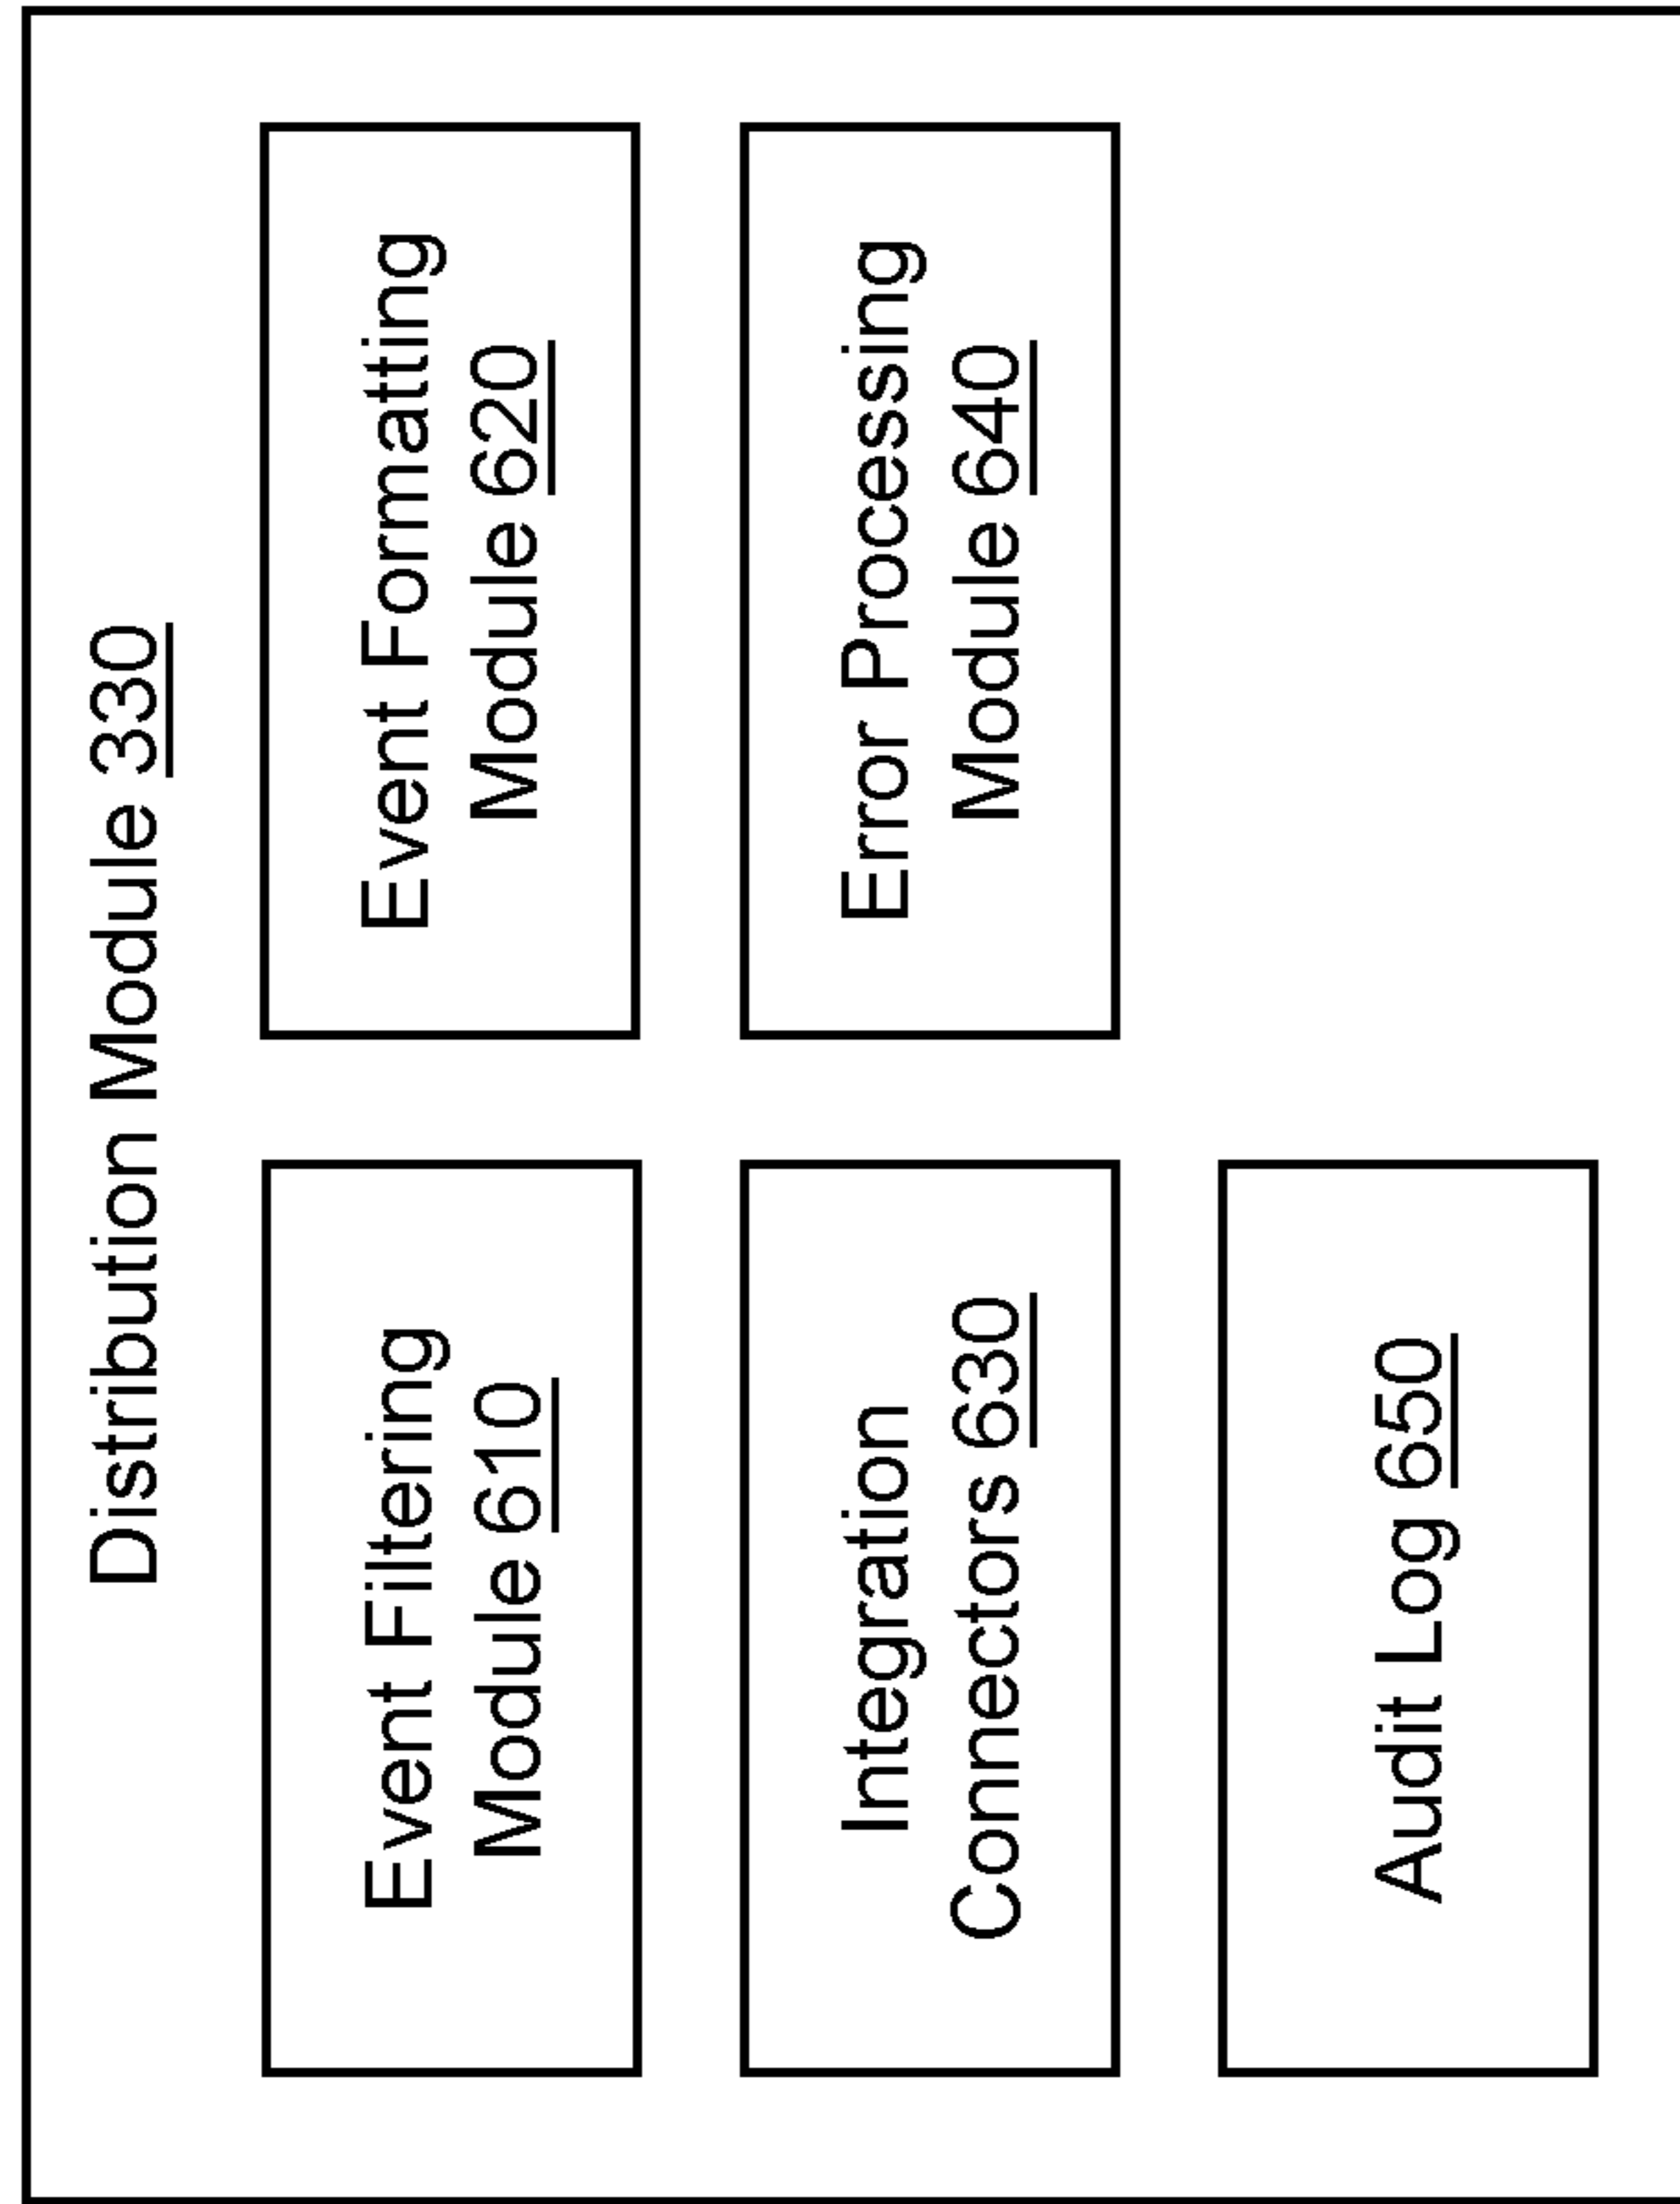 Distribution Module 330
Event Filtering
Module 610
Event Formatting
Module 620
Integration
Connectors 630
Error Processing
Module 640
Audit Log 650